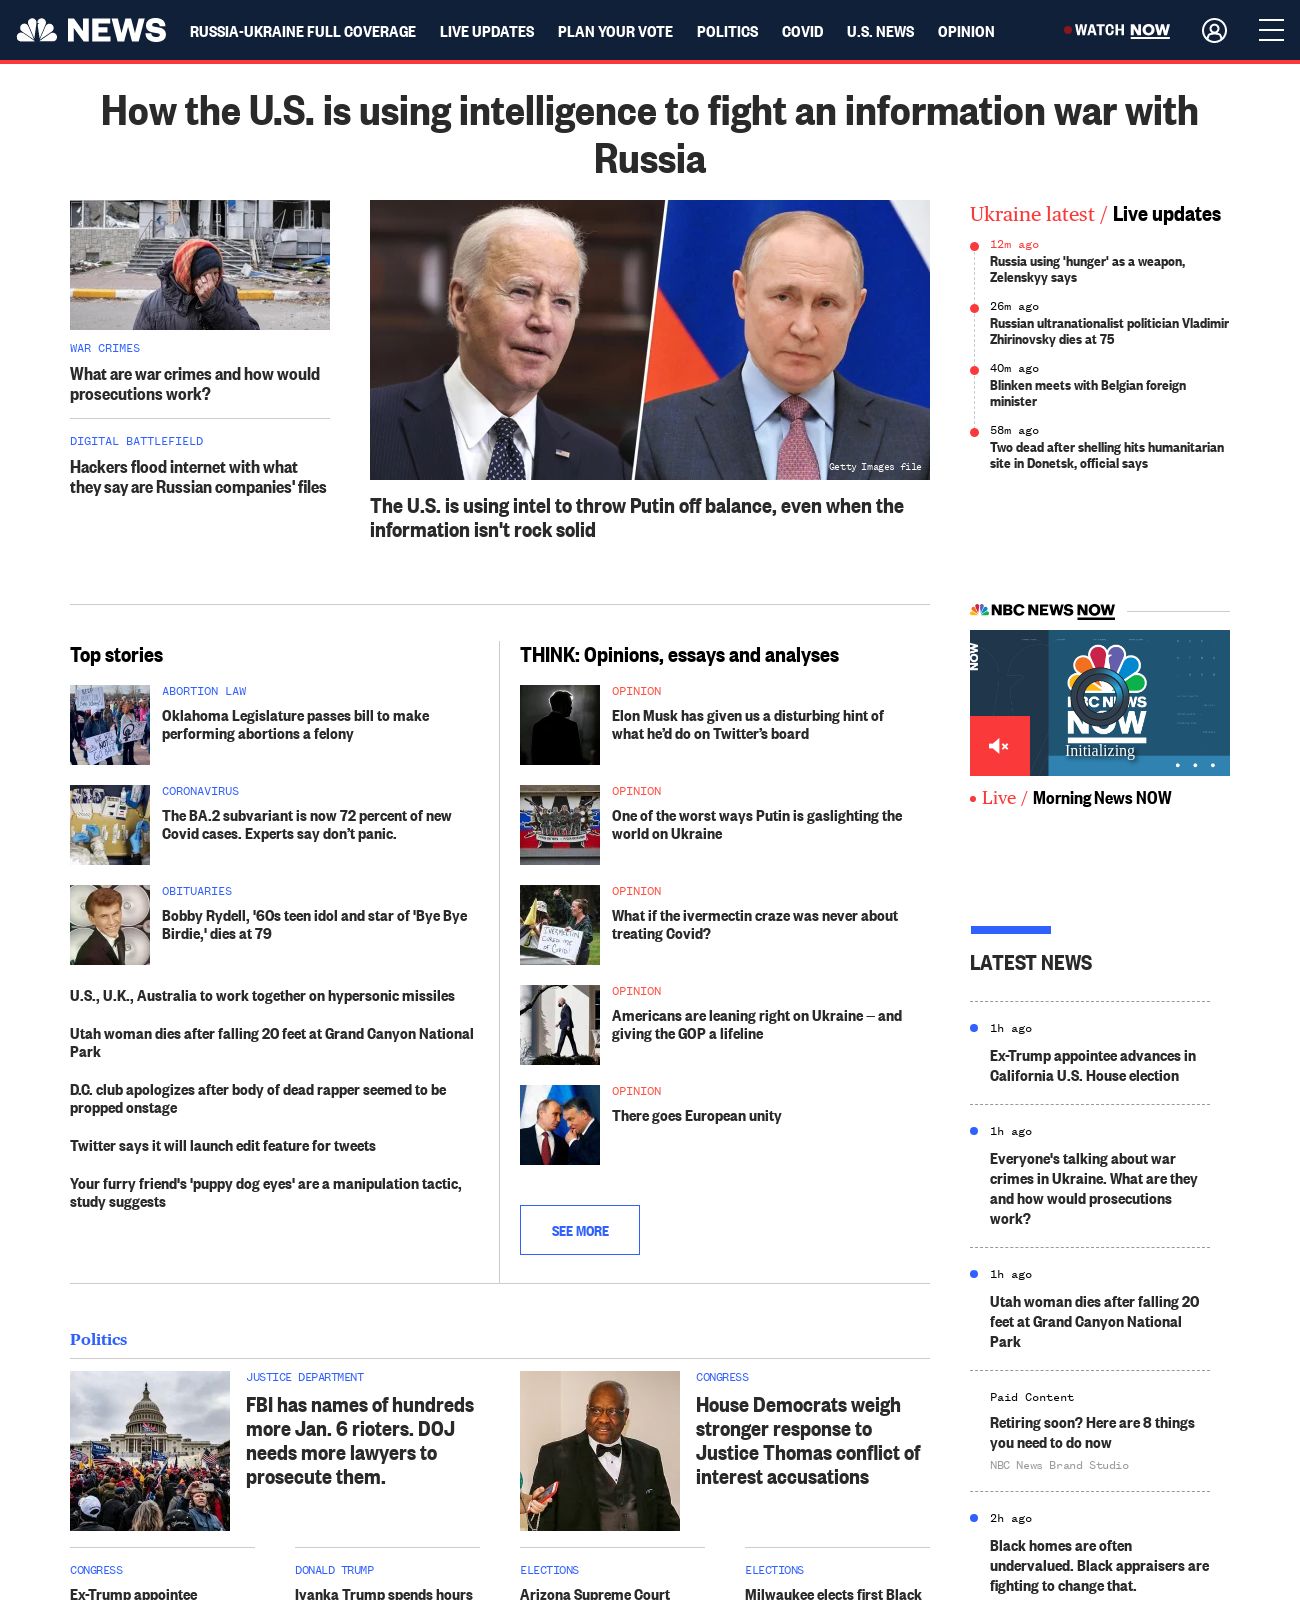 NEWS
RUSSIA-UKRAINE FULL COVERAGE
LIVE UPDATES
PLAN YOUR VOTE
POLITICS
COVID
U.S. NEWS
OPINION
WATCH NOW
How the U.S. is using intelligence to fight an information war with
Russia
WAR CRIMES
What are war crimes and how would
prosecutions work?
DIGITAL BATTLEFIELD
Hackers flood internet with what
they say are Russian companies' files
Getty Images file
The U.S. is using intel to throw Putin off balance, even when the
information isn't rock solid
Ukraine latest / Live updates
12m ago
Russia using 'hunger' as a weapon,
Zelenskyy says
26m ago
Russian ultranationalist politician Vladimir
Zhirinovsky dies at 75
40m ago
Blinken meets with Belgian foreign
minister
58m ago
Two dead after shelling hits humanitarian
site in Donetsk, official says
Top stories
ABORTION LAW
Oklahoma Legislature passes bill to make
performing abortions a felony
CORONAVIRUS
The BA.2 subvariant is now 72 percent of new
Covid cases. Experts say don’t panic.
OBITUARIES
Bobby Rydell, '60s teen idol and star of 'Bye Bye
Birdie,' dies at 79
U.S., U.K., Australia to work together on hypersonic missiles
Utah woman dies after falling 20 feet at Grand Canyon National
Park
D.C. club apologizes after body of dead rapper seemed to be
propped onstage
Twitter says it will launch edit feature for tweets
Your furry friend's 'puppy dog eyes' are a manipulation tactic,
study suggests
THINK: Opinions, essays and analyses
OPINION
Elon Musk has given us a disturbing hint of
what he’d do on Twitter’s board
OPINION
One of the worst ways Putin is gaslighting the
world on Ukraine
OPINION
What if the ivermectin craze was never about
treating Covid?
IVERMECTIN
CURED ME
OF COVID!
OPINION
Americans are leaning right on Ukraine — and
giving the GOP a lifeline
OPINION
There goes European unity
SEE MORE
NBC NEWS NOW
NOW
NBC NEWS
NOW
Initializing
Live / Morning News NOW
LATEST NEWS
1h ago
Ex-Trump appointee advances in
California U.S. House election
1h ago
Everyone's talking about war
crimes in Ukraine. What are they
and how would prosecutions
work?
1h ago
Utah woman dies after falling 20
feet at Grand Canyon National
Park
Paid Content
Retiring soon? Here are 8 things
you need to do now
NBC News Brand Studio
2h ago
Black homes are often
undervalued. Black appraisers are
fighting to change that.
Politics
JUSTICE DEPARTMENT
FBI has names of hundreds
more Jan. 6 rioters. DOJ
needs more lawyers to
prosecute them.
CONGRESS
House Democrats weigh
stronger response to
Justice Thomas conflict of
interest accusations
CONGRESS
Ex-Trump appointee
DONALD TRUMP
Ivanka Trump spends hours
ELECTIONS
Arizona Supreme Court
ELECTIONS
Milwaukee elects first Black